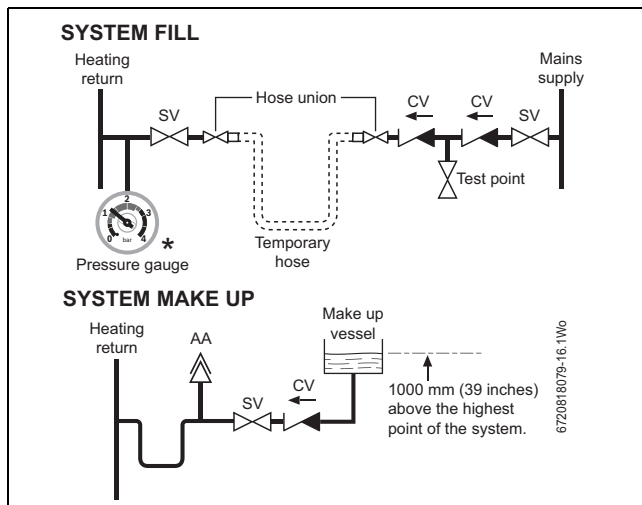 SYSTEM FILL
Heating
return
Mains
supply
Hose union
SV
CV
CV
SV
Test point
0
1
2
3
4
bar
*
Pressure gauge
Temporary
hose
SYSTEM MAKE UP
Heating
return
AA
SV
CV
Make up
vessel
1000 mm (39 inches)
above the highest
point of the system.
6720818079-16.1Wo